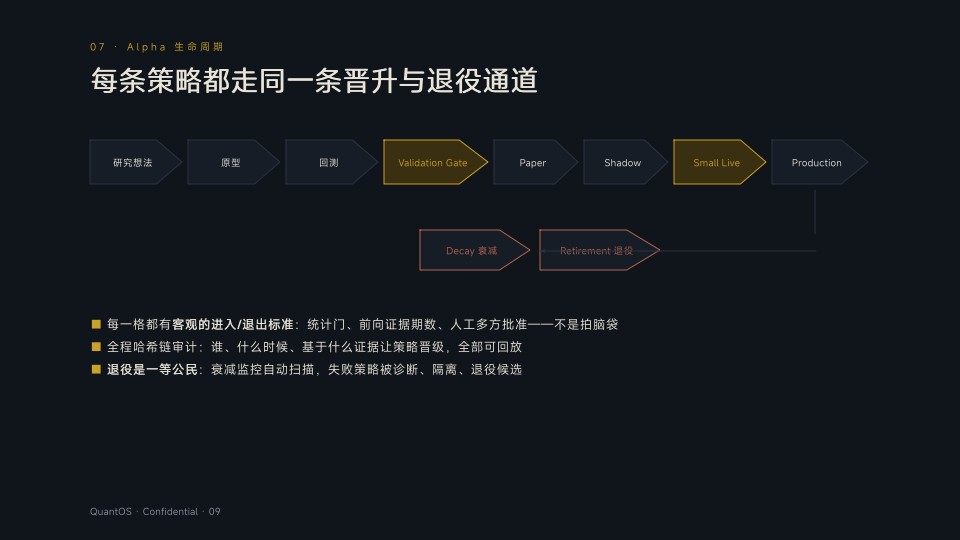 07 · Alpha 生命周期
每条策略都走同一条晋升与退役通道
研究想法
原型
回测
Validation Gate
Paper
Shadow
Small Live
Production
Decay 衰减
Retirement 退役
每一格都有客观的进入/退出标准：统计门、前向证据期数、人工多方批准——不是拍脑袋
全程哈希链审计：谁、什么时候、基于什么证据让策略晋级，全部可回放
退役是一等公民：衰减监控自动扫描，失败策略被诊断、隔离、退役候选
QuantOS · Confidential · 09